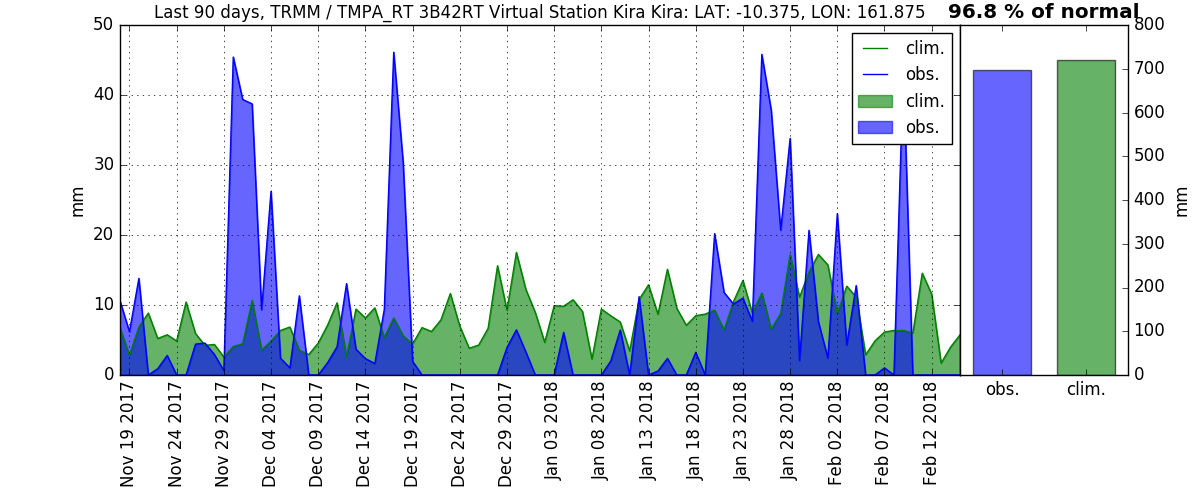 Last 90 days, TRMM / TMPA_RT 3B42RT Virtual Station Kira Kira: LAT: -10.375, LON: 161.875
96.8 % of normal
50
40
30
20
10
0
mm
clim.
obs.
clim.
obs.
800
700
600
500
400
300
200
100
0
mm
obs.
clim.
Nov 19 2017
Nov 24 2017
Nov 29 2017
Dec 04 2017
Dec 09 2017
Dec 14 2017
Dec 19 2017
Dec 24 2017
Dec 29 2017
Jan 03 2018
Jan 08 2018
Jan 13 2018
Jan 18 2018
Jan 23 2018
Jan 28 2018
Feb 02 2018
Feb 07 2018
Feb 12 2018